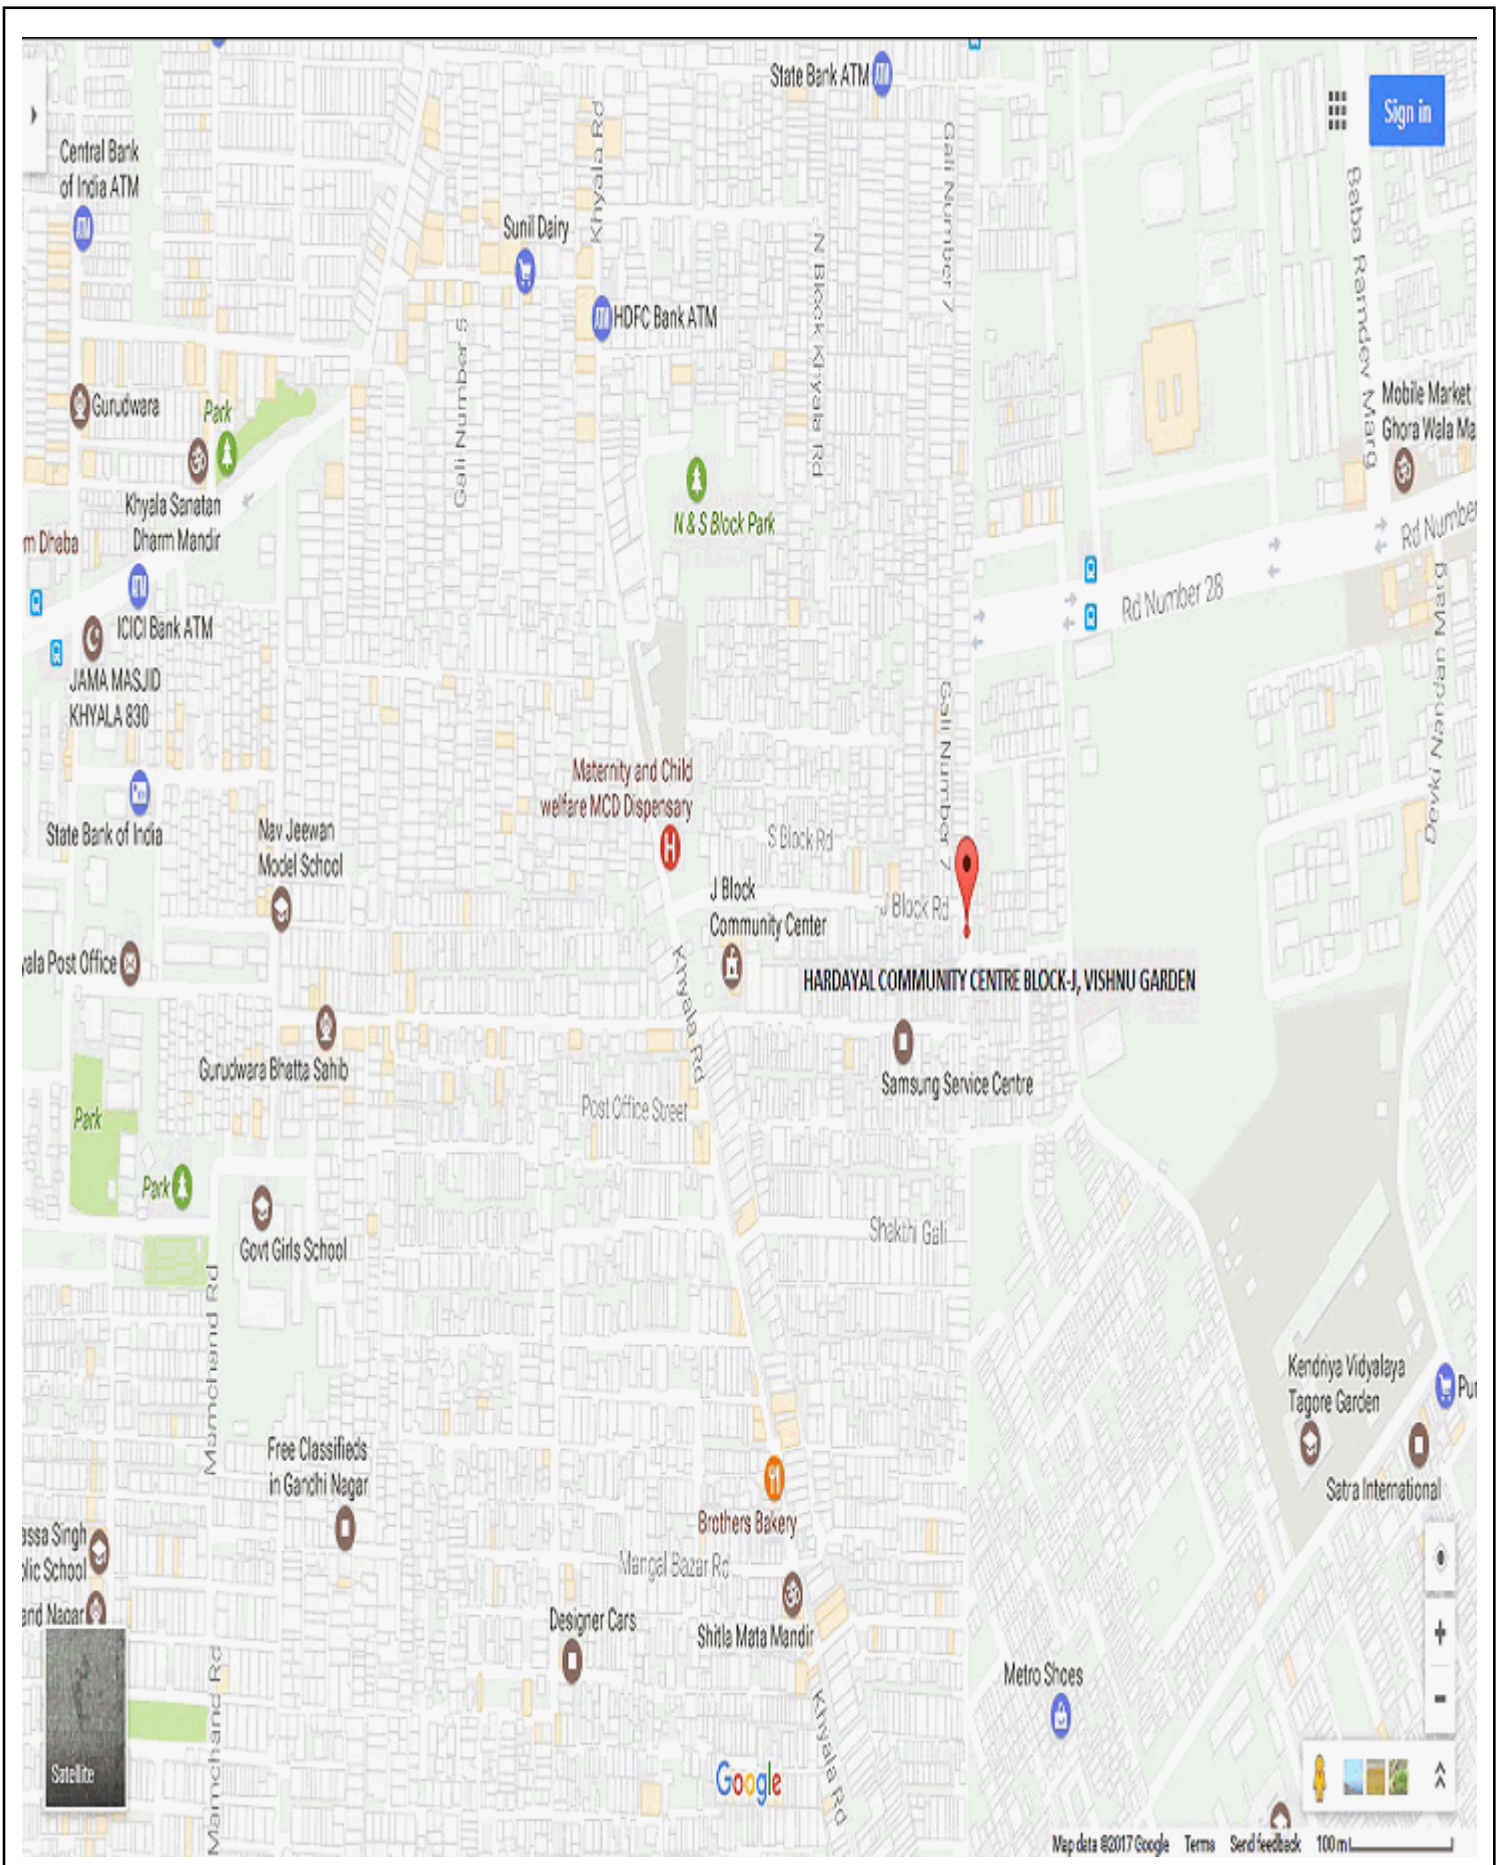 State Bank ATM
Sign in
Central Bank
of India ATM
Khyala Rd
Gali Number 7
Baba Ramdev Marg
Sunil Dairy
N Block Khyala Rd
HDFC Bank ATM
Gali Number 5
Gurudwara
Park
Mobile Market
Ghora Wala Ma
Khyala Sanatan
Dharm Mandir
N & S Block Park
m Dhaba
Rd Number
Rd Number 28
ICICI Bank ATM
Devki Nandan Marg
JAMA MASJID
KHYALA 830
Gali Number 7
Maternity and Child
welfare MCD Dispensary
State Bank of India
Nav Jeewan
Model School
S Block Rd
J Block
Community Center
J Block Rd
yala Post Office
HARDAYAL COMMUNITY CENTRE BLOCK-J, VISHNU GARDEN
Khyala Rd
Gurudwara Bhatta Sahib
Samsung Service Centre
Post Office Street
Park
Park
Govt Girls School
Shakthi Gali
Mamchand Rd
Kendriya Vidyalaya
Tagore Garden
Pur
Free Classifieds
in Gandhi Nagar
Satra International
Brothers Bakery
assa Singh
lic School
Mangal Bazar Rd
and Nagar
Designer Cars
Shitla Mata Mandir
Mamchand Rd
Metro Shoes
Khyala Rd
Satellite
Google
Map data ©2017 Google Terms Send feedback 100 m